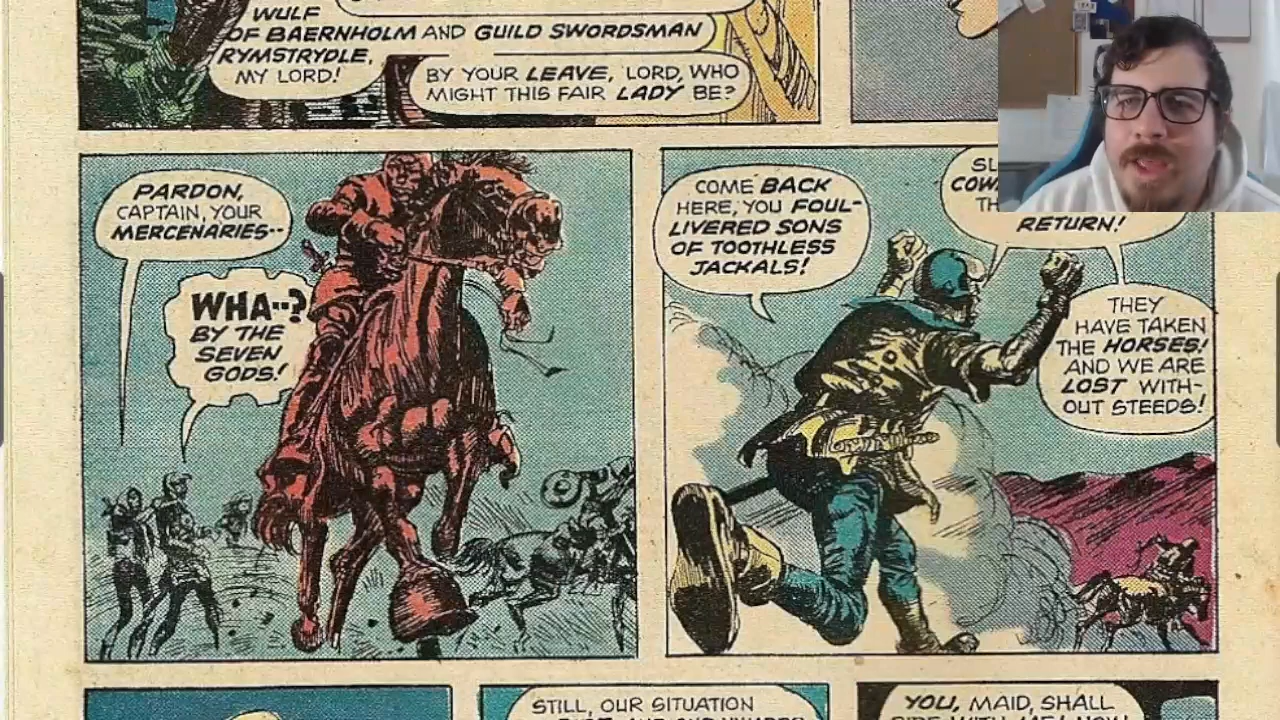 WULF
OF BAERNHOLM AND GUILD SWORDSMAN
RYMSTRYDLE,
MY LORD!
BY YOUR LEAVE, LORD, WHO
MIGHT THIS FAIR LADY BE?
PARDON,
CAPTAIN, YOUR
MERCENARIES--
WHA--?
BY THE
SEVEN
GODS!
COME BACK
HERE, YOU FOUL-
LIVERED SONS
OF TOOTHLESS
JACKALS!
RETURN!
THEY
HAVE TAKEN
THE HORSES!
AND WE ARE
LOST WITH-
OUT STEEDS!
STILL, OUR SITUATION
YOU, MAID, SHALL